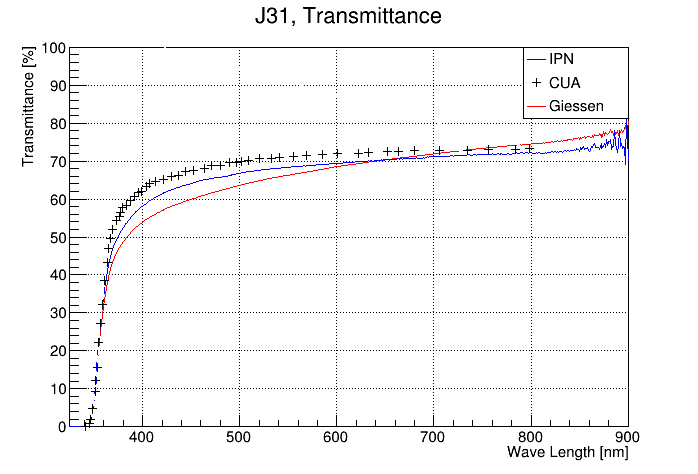 J31, Transmittance
Transmittance [%]
100
90
80
70
60
50
40
30
20
10
0
IPN
CUA
Giessen
400 500 600 700 800 900
Wave Length [nm]